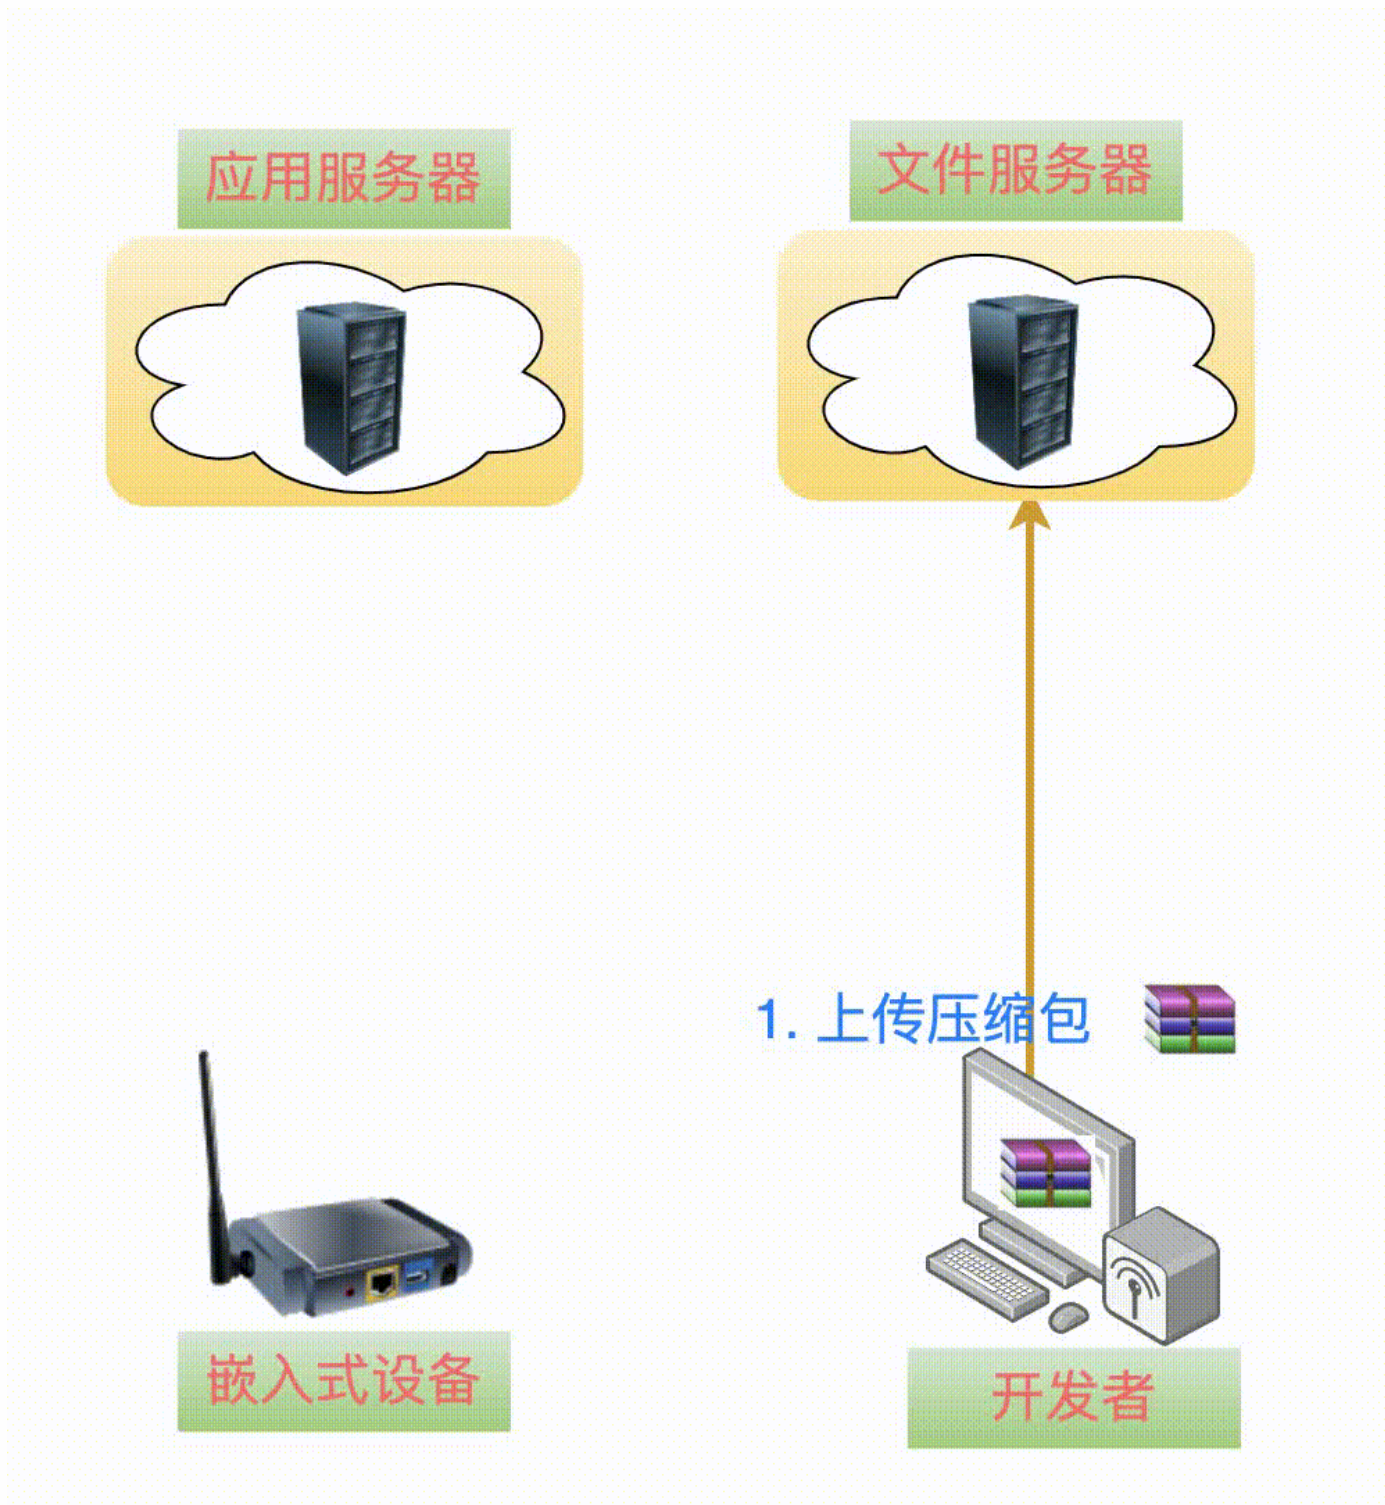 应用服务器
文件服务器
1. 上传压缩包
嵌入式设备
开发者